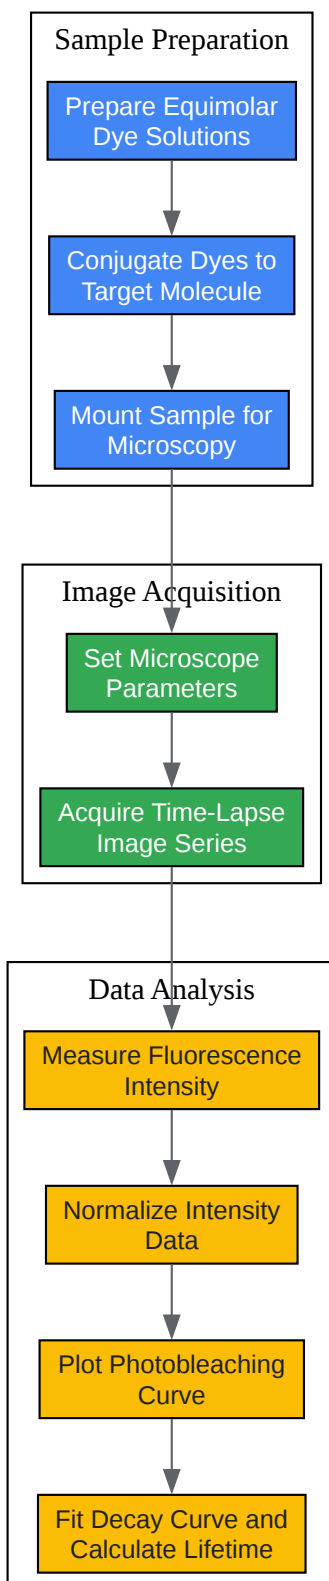 Sample Preparation
Prepare Equimolar
Dye Solutions
Conjugate Dyes to
Target Molecule
Mount Sample for
Microscopy
Image Acquisition
Set Microscope
Parameters
Acquire Time-Lapse
Image Series
Data Analysis
Measure Fluorescence
Intensity
Normalize Intensity
Data
Plot Photobleaching
Curve
Fit Decay Curve and
Calculate Lifetime